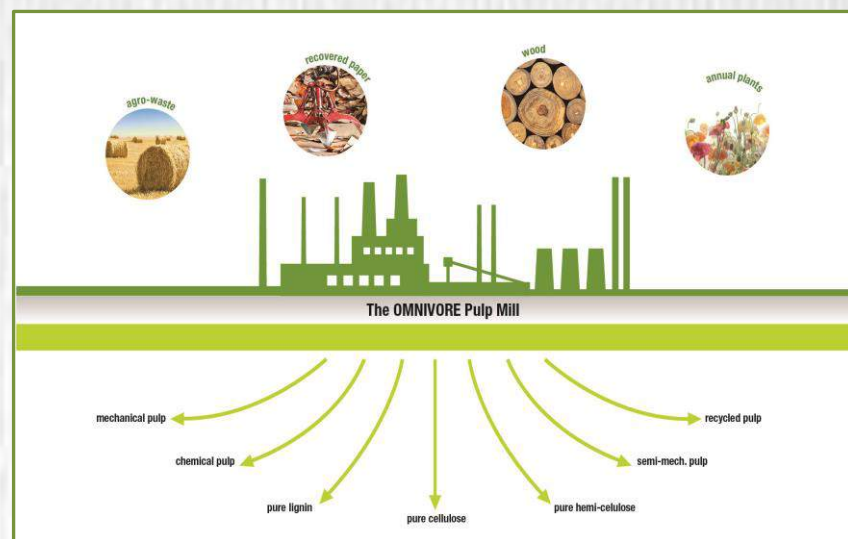 agro-waste
recovered paper
wood
annual plants
The OMNIVORE Pulp Mill
mechanical pulp
recycled pulp
chemical pulp
semi-mech. pulp
pure lignin
pure hemi-celulose
pure cellulose